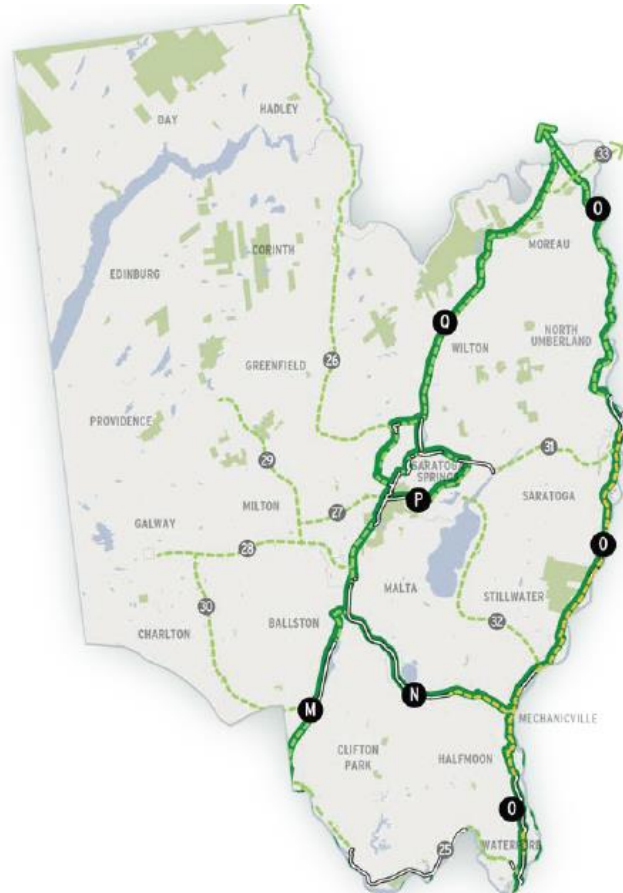 HADLEY
DAY
33
O
MOREAU
CORINTH
EDINBURG
Q
NORTH
UMBERLAND
WILTON
26
GREENFIELD
PROVIDENCE
31
29
SARATOGA
SPRINGS
P
SARATOGA
MILTON
27
GALWAY
28
O
MALTA
STILLWATER
30
BALLSTON
32
CHARLTON
N
M
MECHANICVILLE
CLIFTON
PARK
HALFMOON
O
25
WATERFORD